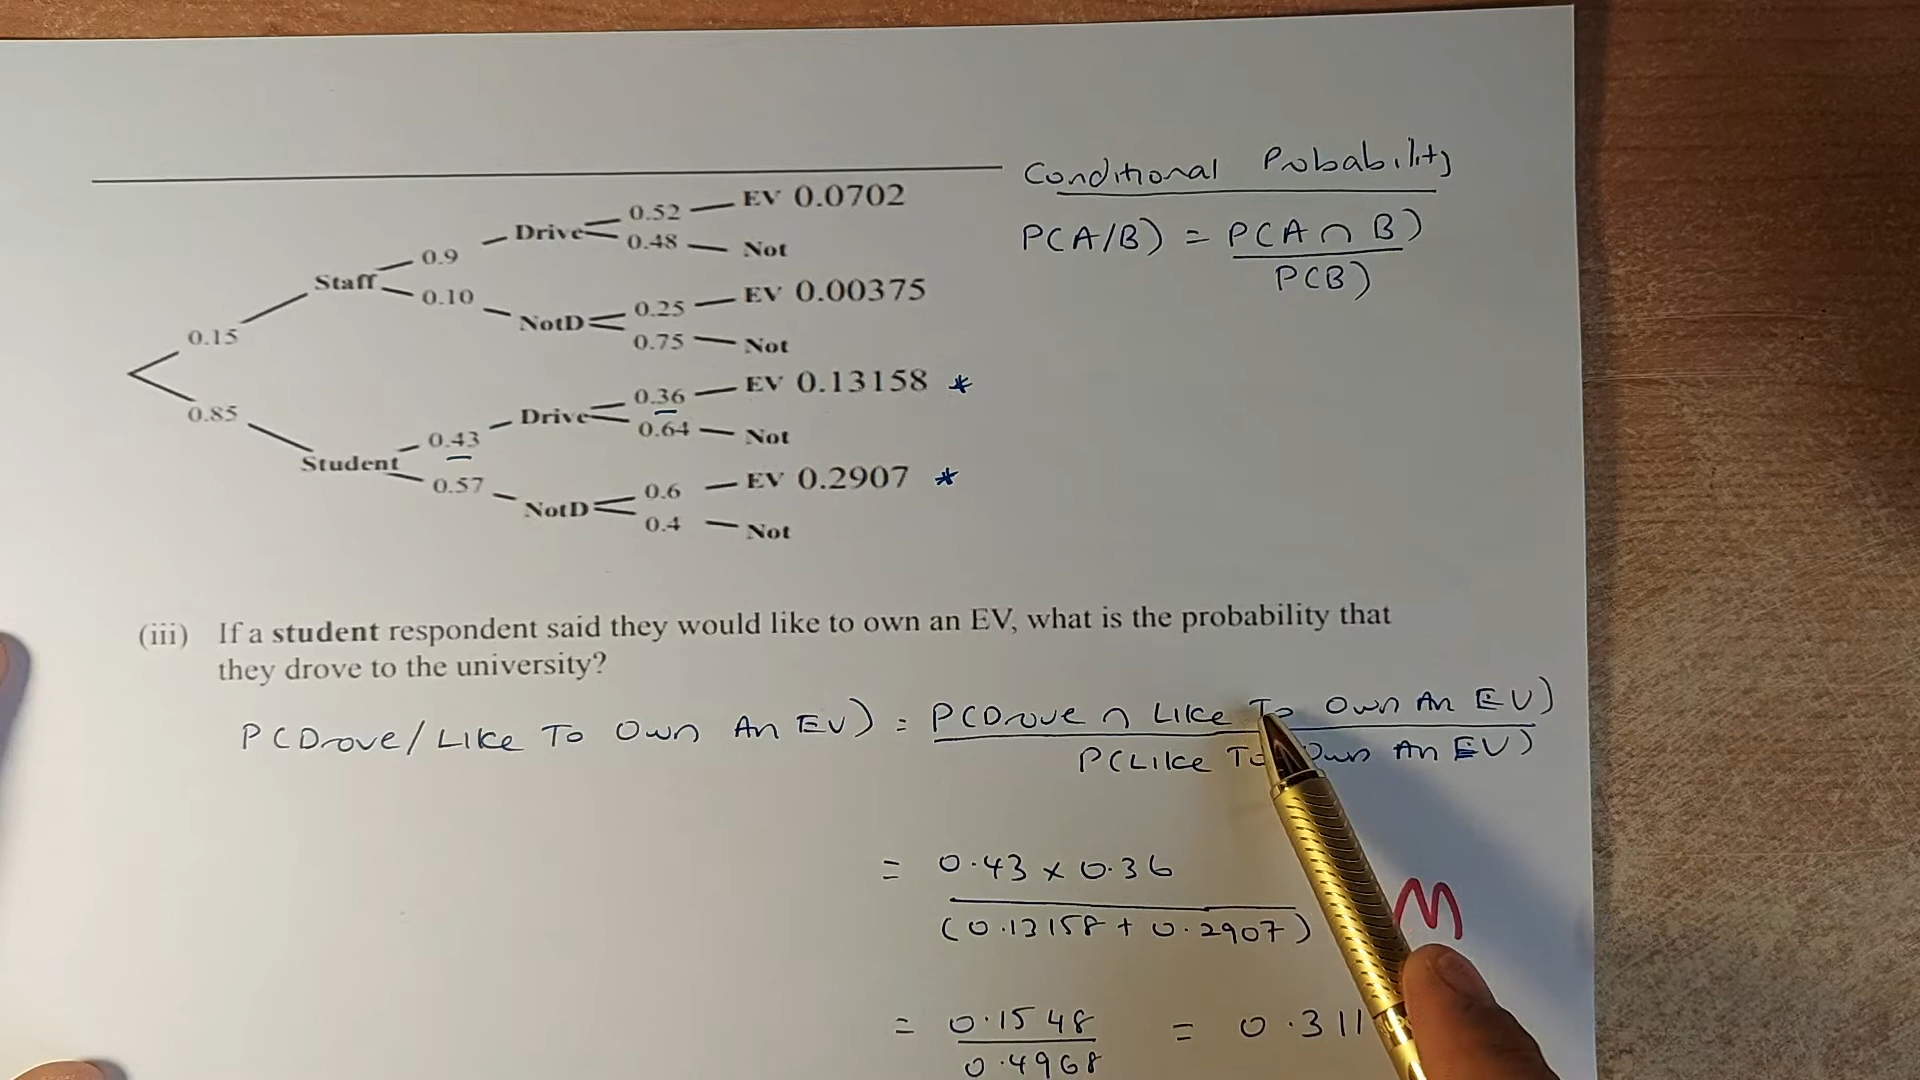 Conditional Probability
P(A/B) = P(A ∩ B)
P(B)
0.52 EV 0.0702
Drive
0.48 Not
0.9
Staff
0.10
0.25 EV 0.00375
NotD
0.75 Not
0.15
0.85
0.36 EV 0.13158 *
Drive
0.64 Not
0.43
Student
0.57
0.6 EV 0.2907 *
NotD
0.4 Not
(iii) If a student respondent said they would like to own an EV, what is the probability that
they drove to the university?
P(Drove/Like To Own An EV) = P(Drove ∩ Like To Own An EV)
P(Like To Own An EV)
= 0.43 x 0.36
(0.13158 + 0.2907)
M
= 0.1548 = 0.311
0.4968